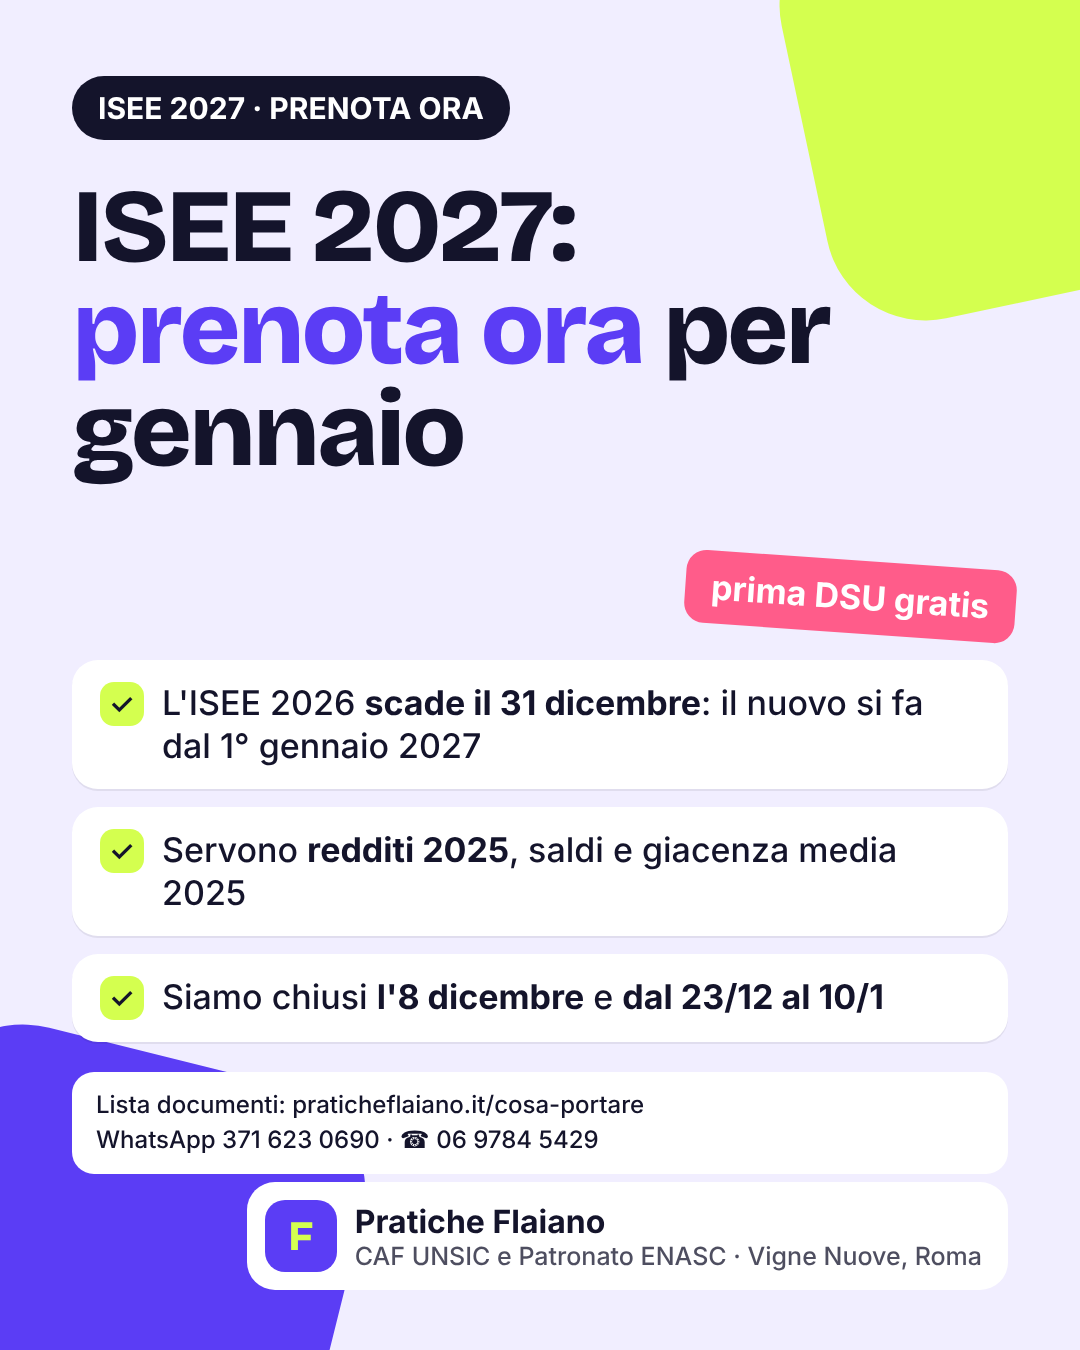 ISEE 2027 · PRENOTA ORA
ISEE 2027:
prenota ora per
gennaio
prima DSU gratis
L'ISEE 2026 scade il 31 dicembre: il nuovo si fa
dal 1° gennaio 2027
Servono redditi 2025, saldi e giacenza media
2025
Siamo chiusi l'8 dicembre e dal 23/12 al 10/1
Lista documenti: praticheflaiano.it/cosa-portare
WhatsApp 371 623 0690 · ☎ 06 9784 5429
F
Pratiche Flaiano
CAF UNSIC e Patronato ENASC · Vigne Nuove, Roma